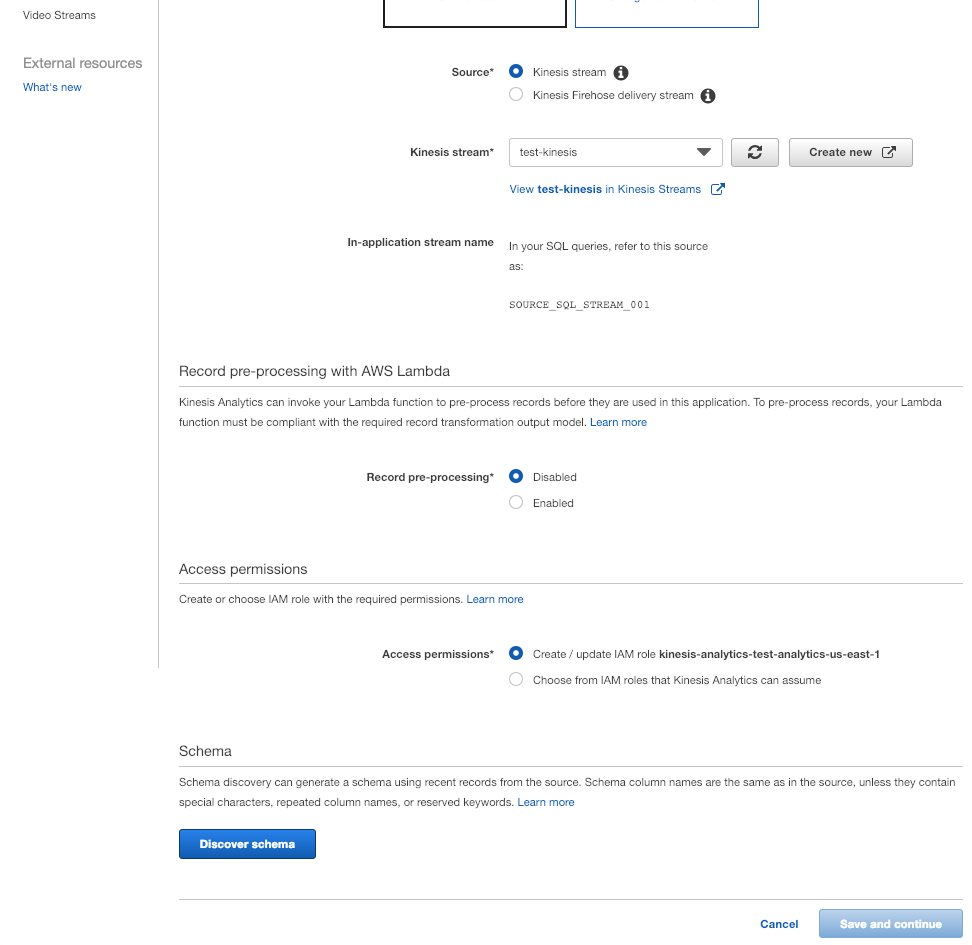 Video Streams
External resources
What's new
Source*
Kinesis stream
Kinesis Firehose delivery stream
Kinesis stream*
test-kinesis
Create new
View test-kinesis in Kinesis Streams
In-application stream name
In your SQL queries, refer to this source
as:
SOURCE_SQL_STREAM_001
Record pre-processing with AWS Lambda
Kinesis Analytics can invoke your Lambda function to pre-process records before they are used in this application. To pre-process records, your Lambda
function must be compliant with the required record transformation output model. Learn more
Record pre-processing*
Disabled
Enabled
Access permissions
Create or choose IAM role with the required permissions. Learn more
Access permissions*
Create / update IAM role kinesis-analytics-test-analytics-us-east-1
Choose from IAM roles that Kinesis Analytics can assume
Schema
Schema discovery can generate a schema using recent records from the source. Schema column names are the same as in the source, unless they contain
special characters, repeated column names, or reserved keywords. Learn more
Discover schema
Cancel
Save and continue